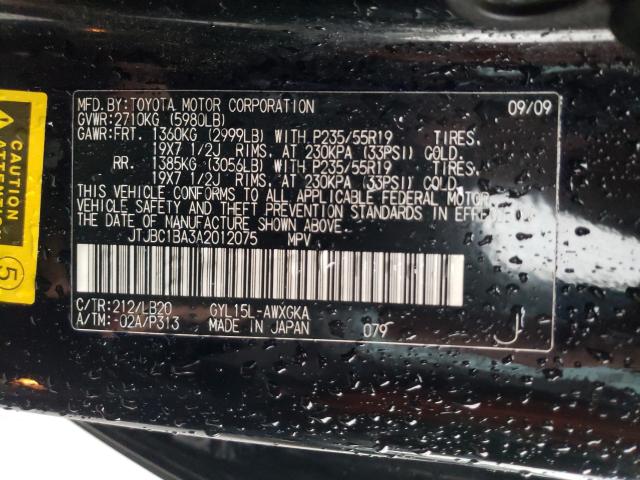 MFD.BY:TOYOTA MOTOR CORPORATION 09/09
GVWR:2710KG (5980LB)
GAWR:FRT. 1360KG (2999LB) WITH P235/55R19 TIRES,
19X7 1/2J RIMS, AT 230KPA (33PSI) COLD.
RR. 1385KG (3056LB) WITH P235/55R19 TIRES,
19X7 1/2J RIMS, AT 230KPA (33PSI) COLD.
THIS VEHICLE CONFORMS TO ALL APPLICABLE FEDERAL MOTOR
VEHICLE SAFETY AND THEFT PREVENTION STANDARDS IN EFFECT ON
THE DATE OF MANUFACTURE SHOWN ABOVE.
JTJBC1BA3A2012075 MPV
C/TR:212/LB20 GYL15L-AWXGKA
A/TM:-02A/P313 MADE IN JAPAN 079 J
CAUTION
5